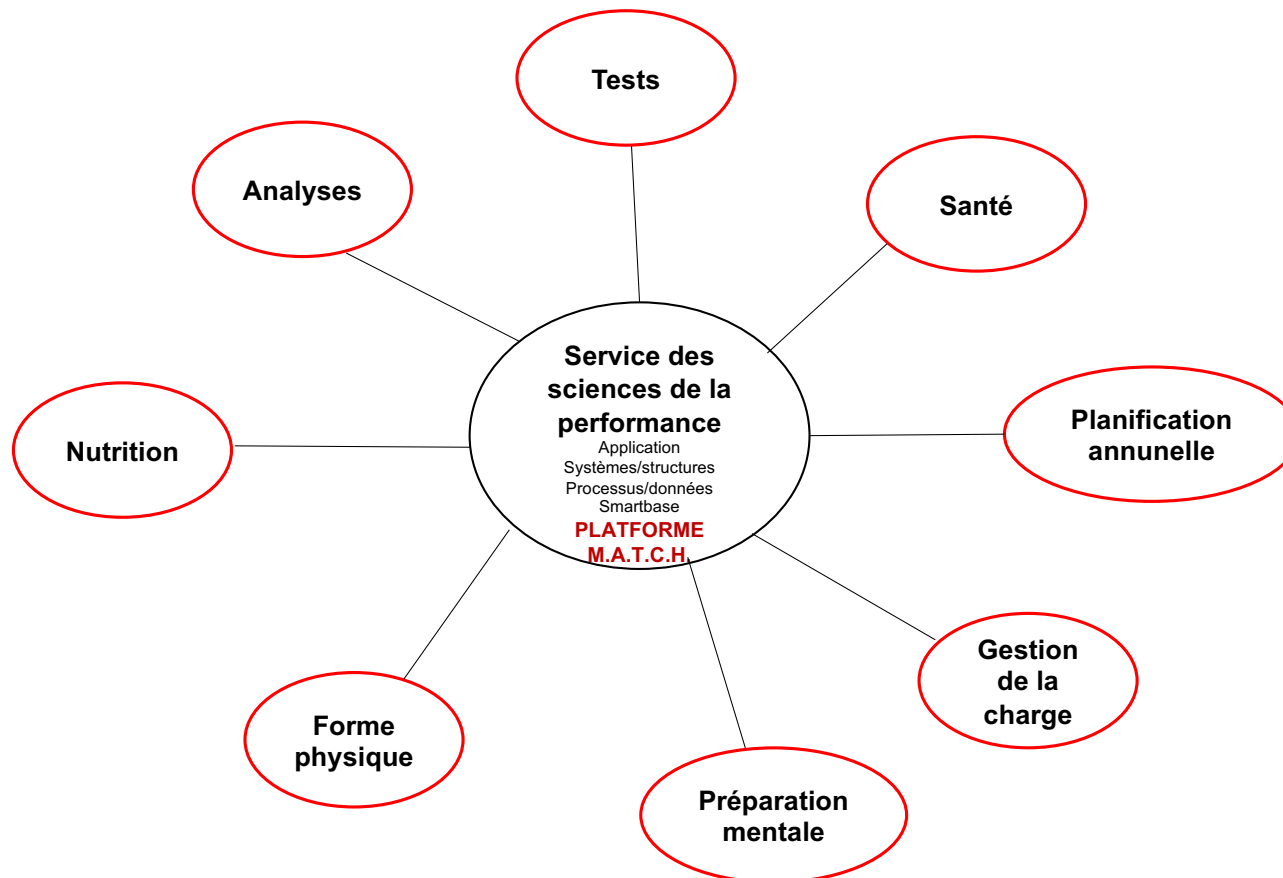 Tests
Analyses
Santé
Service des
sciences de la
performance
Application
Systèmes/structures
Processus/données
Smartbase
PLATFORME
M.A.T.C.H.
Planification
annunelle
Nutrition
Gestion
de la
charge
Forme
physique
Préparation
mentale